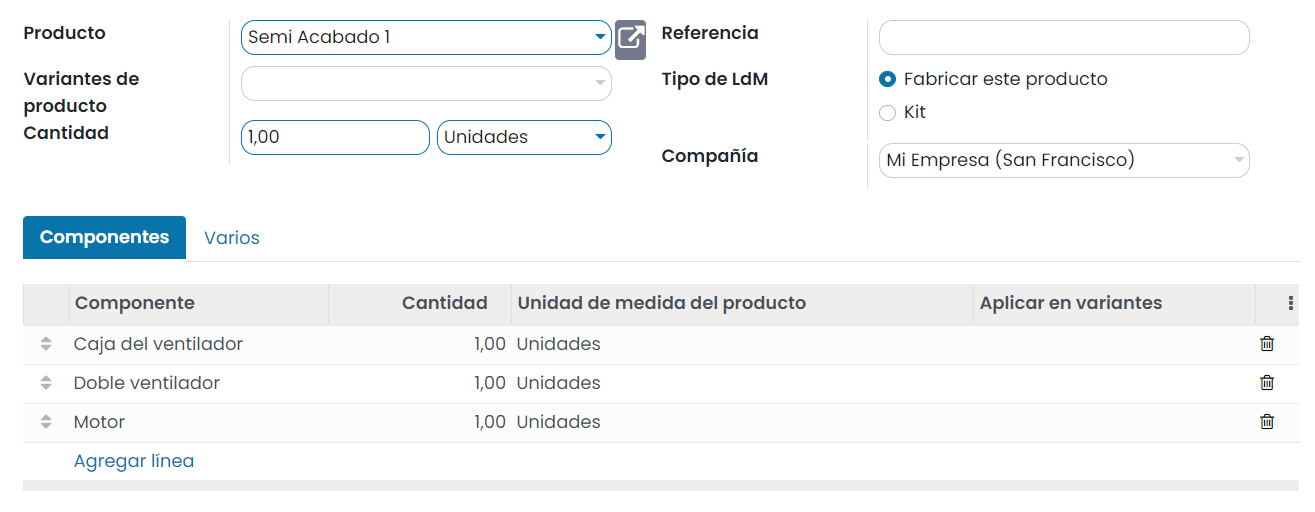 Producto
Semi Acabado 1
Variantes de
producto
Cantidad
1,00 Unidades
Referencia
Tipo de LdM
Fabricar este producto
Kit
Compañía
Mi Empresa (San Francisco)
Componentes Varios
Componente Cantidad Unidad de medida del producto Aplicar en variantes
Caja del ventilador 1,00 Unidades
Doble ventilador 1,00 Unidades
Motor 1,00 Unidades
Agregar línea